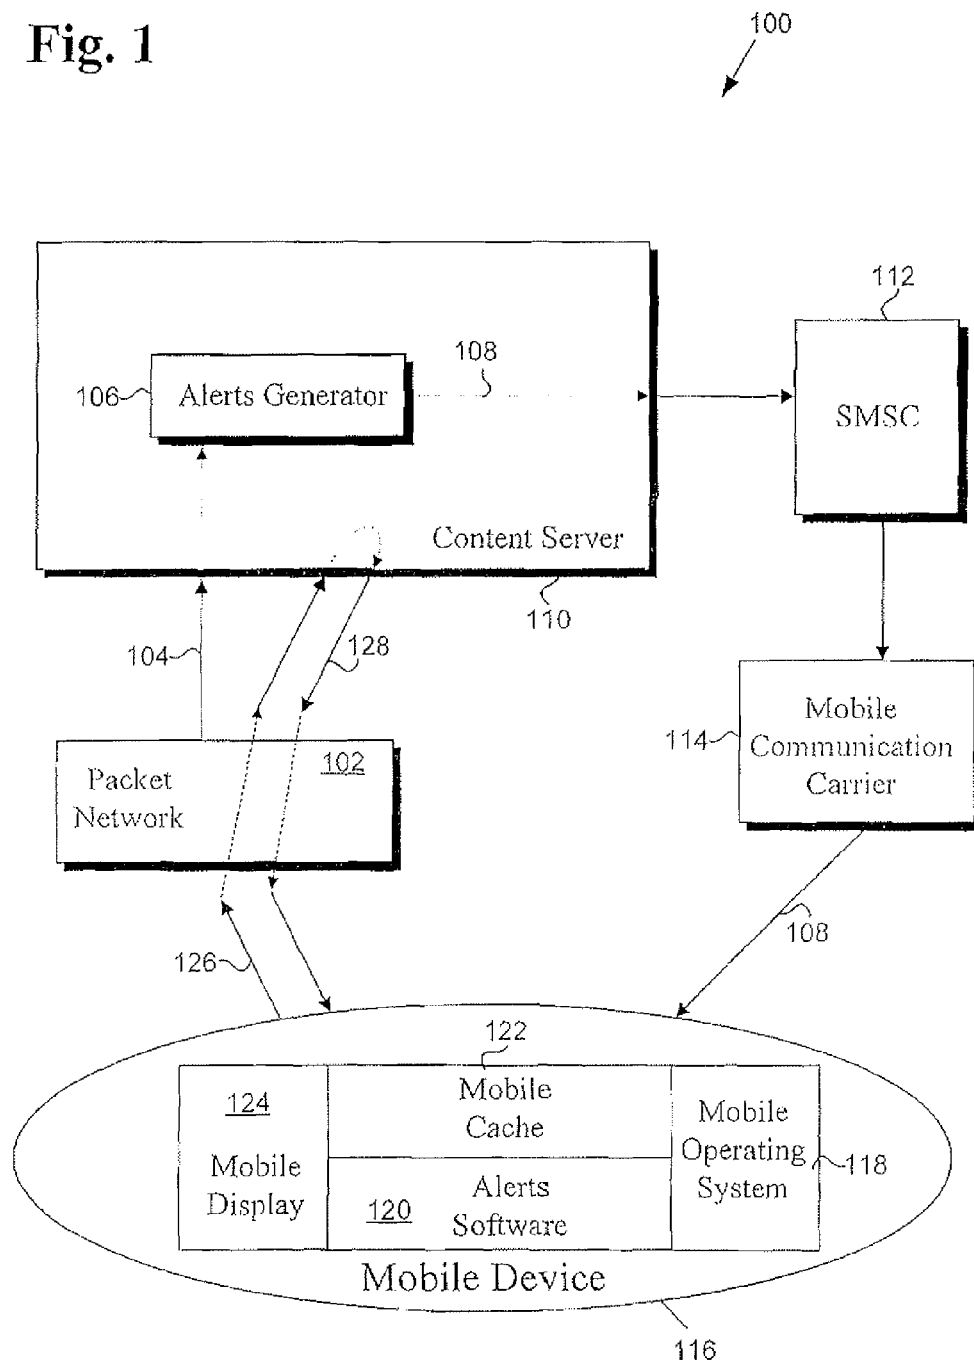 Fig. 1
100
112
108
106
Alerts Generator
SMSC
Content Server
110
104
128
114
Mobile
Communication
Carrier
102
Packet
Network
126
108
122
124
Mobile
Cache
Mobile
Operating
System
118
Mobile
Display
120
Alerts
Software
Mobile Device
116